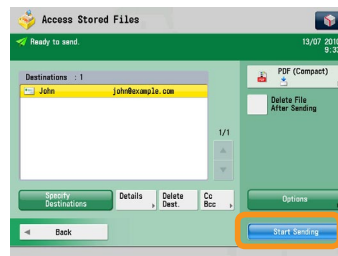 Access Stored Files
Ready to send.
13/07 2010
9:37
Destinations : 1
John john@example.com
1/1
PDF (Compact)
Delete File
After Sending
Specify
Destinations
Details
Delete
Dest.
Cc
Bcc
Options
Back
Start Sending